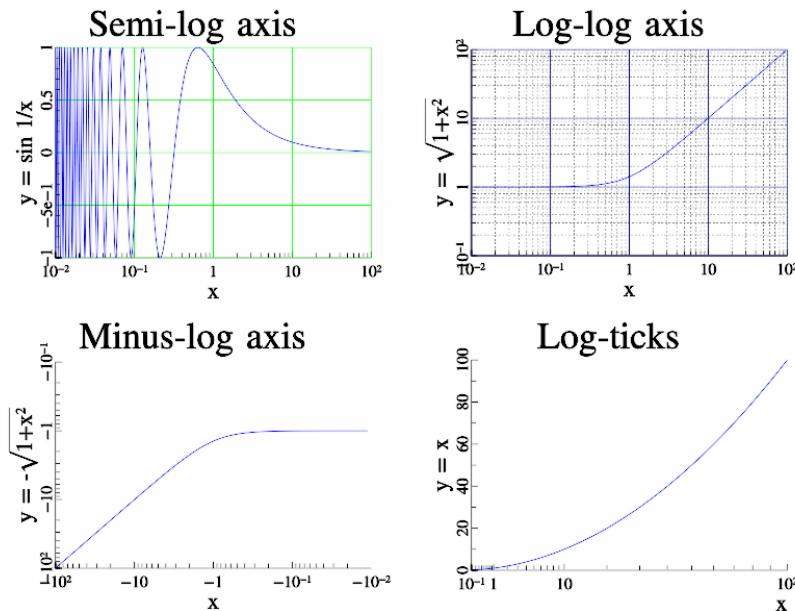 Semi-log axis
y = sin 1/x
1
0.5
0
−5e−1
−1
10⁻²
10⁻¹
1
10
10²
x
Log-log axis
y = √1+x²
10²
10
1
10⁻¹
10⁻²
10⁻¹
1
10
10²
x
Minus-log axis
y = -√1+x²
−10⁻¹
−1
−10
−10²
−10⁻¹
−1
−10
−10²
−10⁻²
x
Log-ticks
y = x
100
80
60
40
20
0
10⁻¹
1
10
10²
x